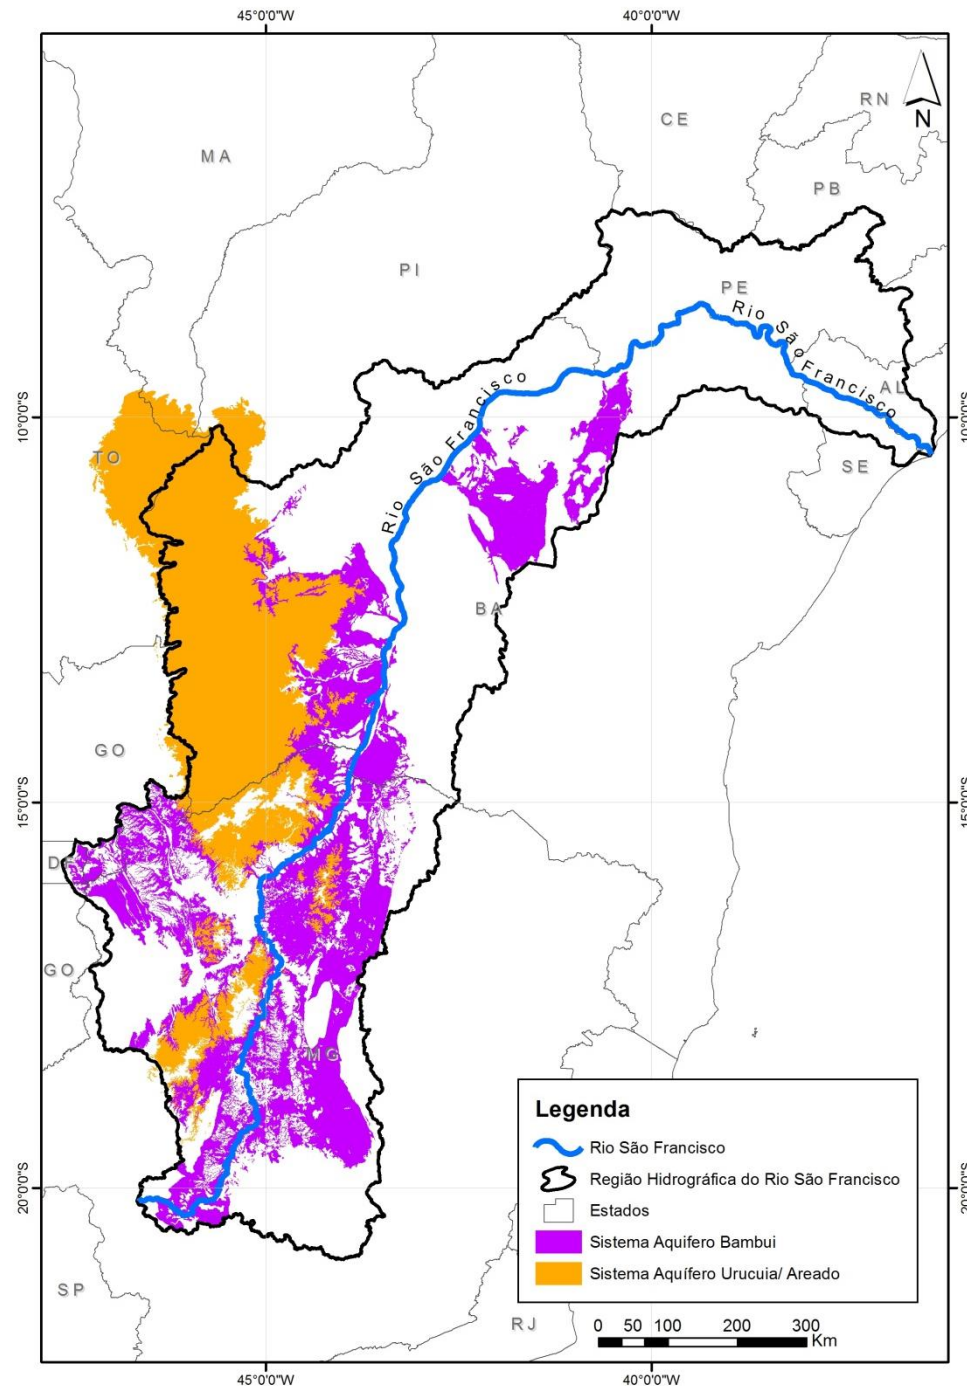 45°0'0"W
40°0'0"W
RN
CE
N
MA
PB
PI
PE
Rio São Francisco
AL
Rio São Francisco
10°0'0"S
10°0'0"S
TO
SE
Rio São Francisco
BA
GO
15°0'0"S
15°0'0"S
DF
GO
MG
Legenda
Rio São Francisco
Região Hidrográfica do Rio São Francisco
20°0'0"S
20°0'0"S
Estados
Sistema Aquifero Bambui
Sistema Aquífero Urucuia/ Areado
SP
RJ
0 50 100 200 300
Km
45°0'0"W
40°0'0"W